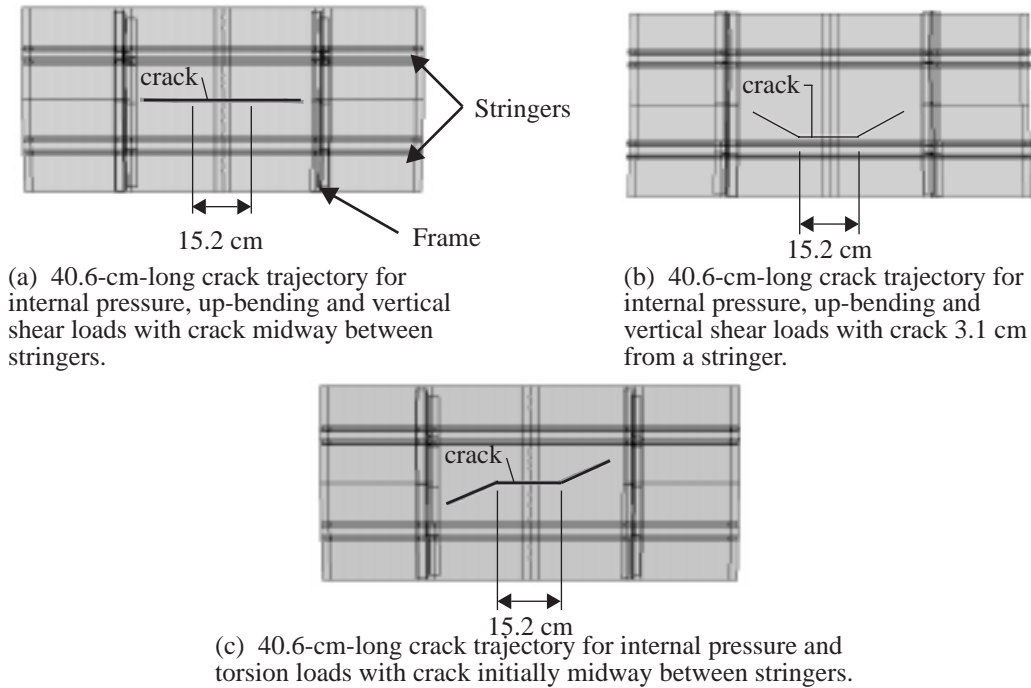 crack
Stringers
Frame
15.2 cm
(a) 40.6-cm-long crack trajectory for
internal pressure, up-bending and vertical
shear loads with crack midway between
stringers.
crack
15.2 cm
(b) 40.6-cm-long crack trajectory for
internal pressure, up-bending and
vertical shear loads with crack 3.1 cm
from a stringer.
crack
15.2 cm
(c) 40.6-cm-long crack trajectory for internal pressure and
torsion loads with crack initially midway between stringers.